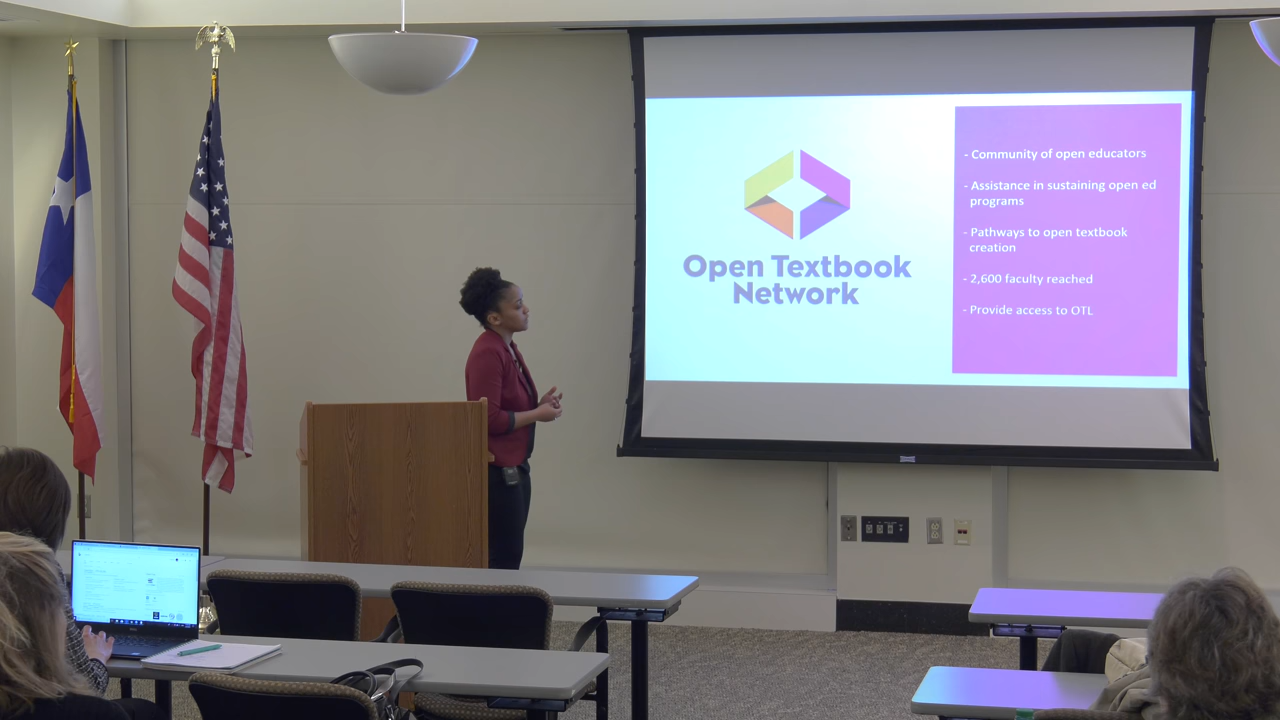 Open Textbook
Network
- Community of open educators
- Assistance in sustaining open ed
programs
- Pathways to open textbook
creation
- 2,600 faculty reached
- Provide access to OTL